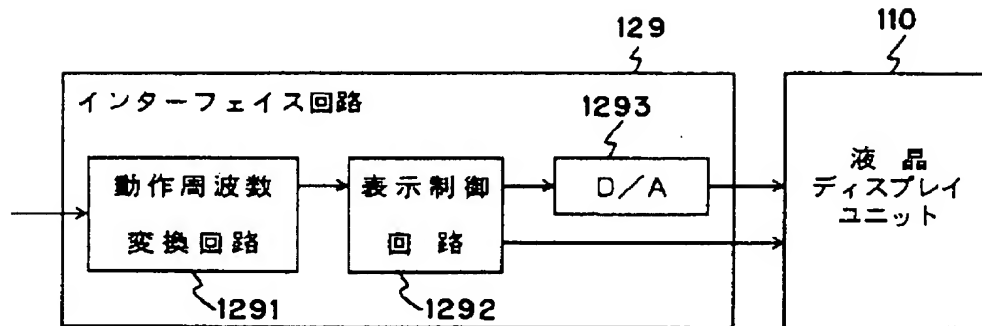 129
110
インターフェイス回路
1293
動作周波数
変換回路
表示制御
回路
D/A
液晶
ディスプレイ
ユニット
1291
1292